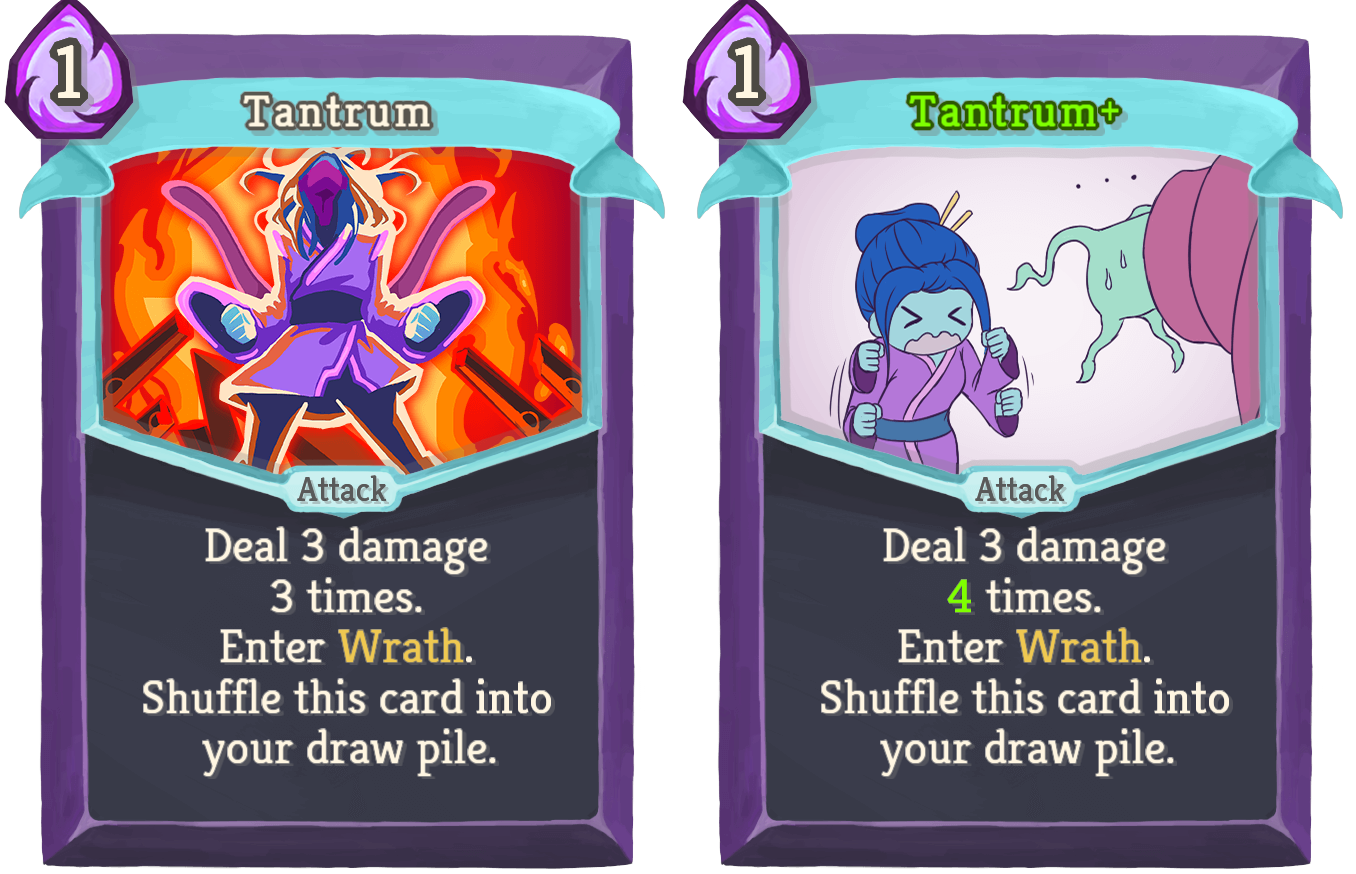 1
Tantrum
Attack
Deal 3 damage
3 times.
Enter Wrath.
Shuffle this card into
your draw pile.
1
Tantrum+
. . .
Attack
Deal 3 damage
4 times.
Enter Wrath.
Shuffle this card into
your draw pile.